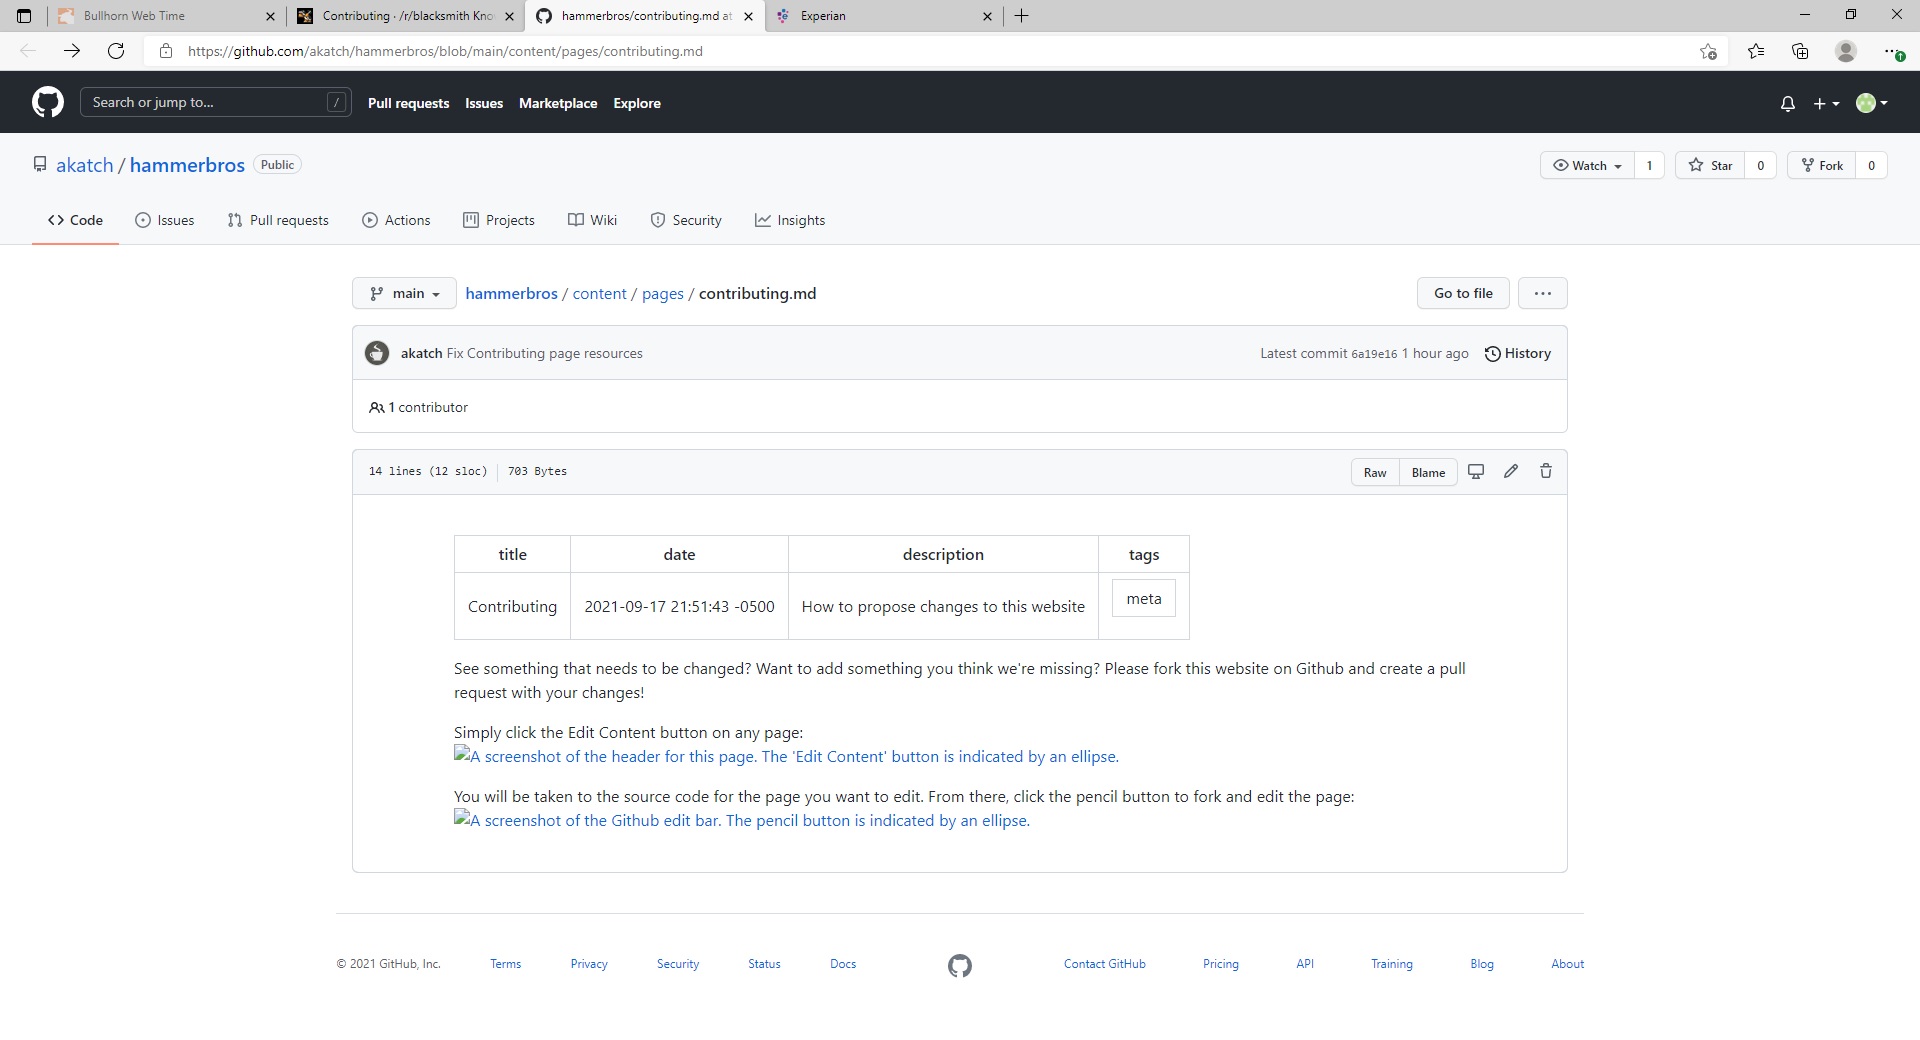 Bullhorn Web Time
Contributing · /r/blacksmith Kno
hammerbros/contributing.md at
Experian
https://github.com/akatch/hammerbros/blob/main/content/pages/contributing.md
Search or jump to...
/
Pull requests
Issues
Marketplace
Explore
akatch / hammerbros
Public
Watch
1
Star
0
Fork
0
Code
Issues
Pull requests
Actions
Projects
Wiki
Security
Insights
main
hammerbros / content / pages / contributing.md
Go to file
...
akatch Fix Contributing page resources
Latest commit 6a19e16 1 hour ago
History
1 contributor
14 lines (12 sloc)
703 Bytes
Raw
Blame
title date description tags
Contributing 2021-09-17 21:51:43 -0500 How to propose changes to this website meta
See something that needs to be changed? Want to add something you think we're missing? Please fork this website on Github and create a pull
request with your changes!
Simply click the Edit Content button on any page:
A screenshot of the header for this page. The 'Edit Content' button is indicated by an ellipse.
You will be taken to the source code for the page you want to edit. From there, click the pencil button to fork and edit the page:
A screenshot of the Github edit bar. The pencil button is indicated by an ellipse.
© 2021 GitHub, Inc.
Terms
Privacy
Security
Status
Docs
Contact GitHub
Pricing
API
Training
Blog
About